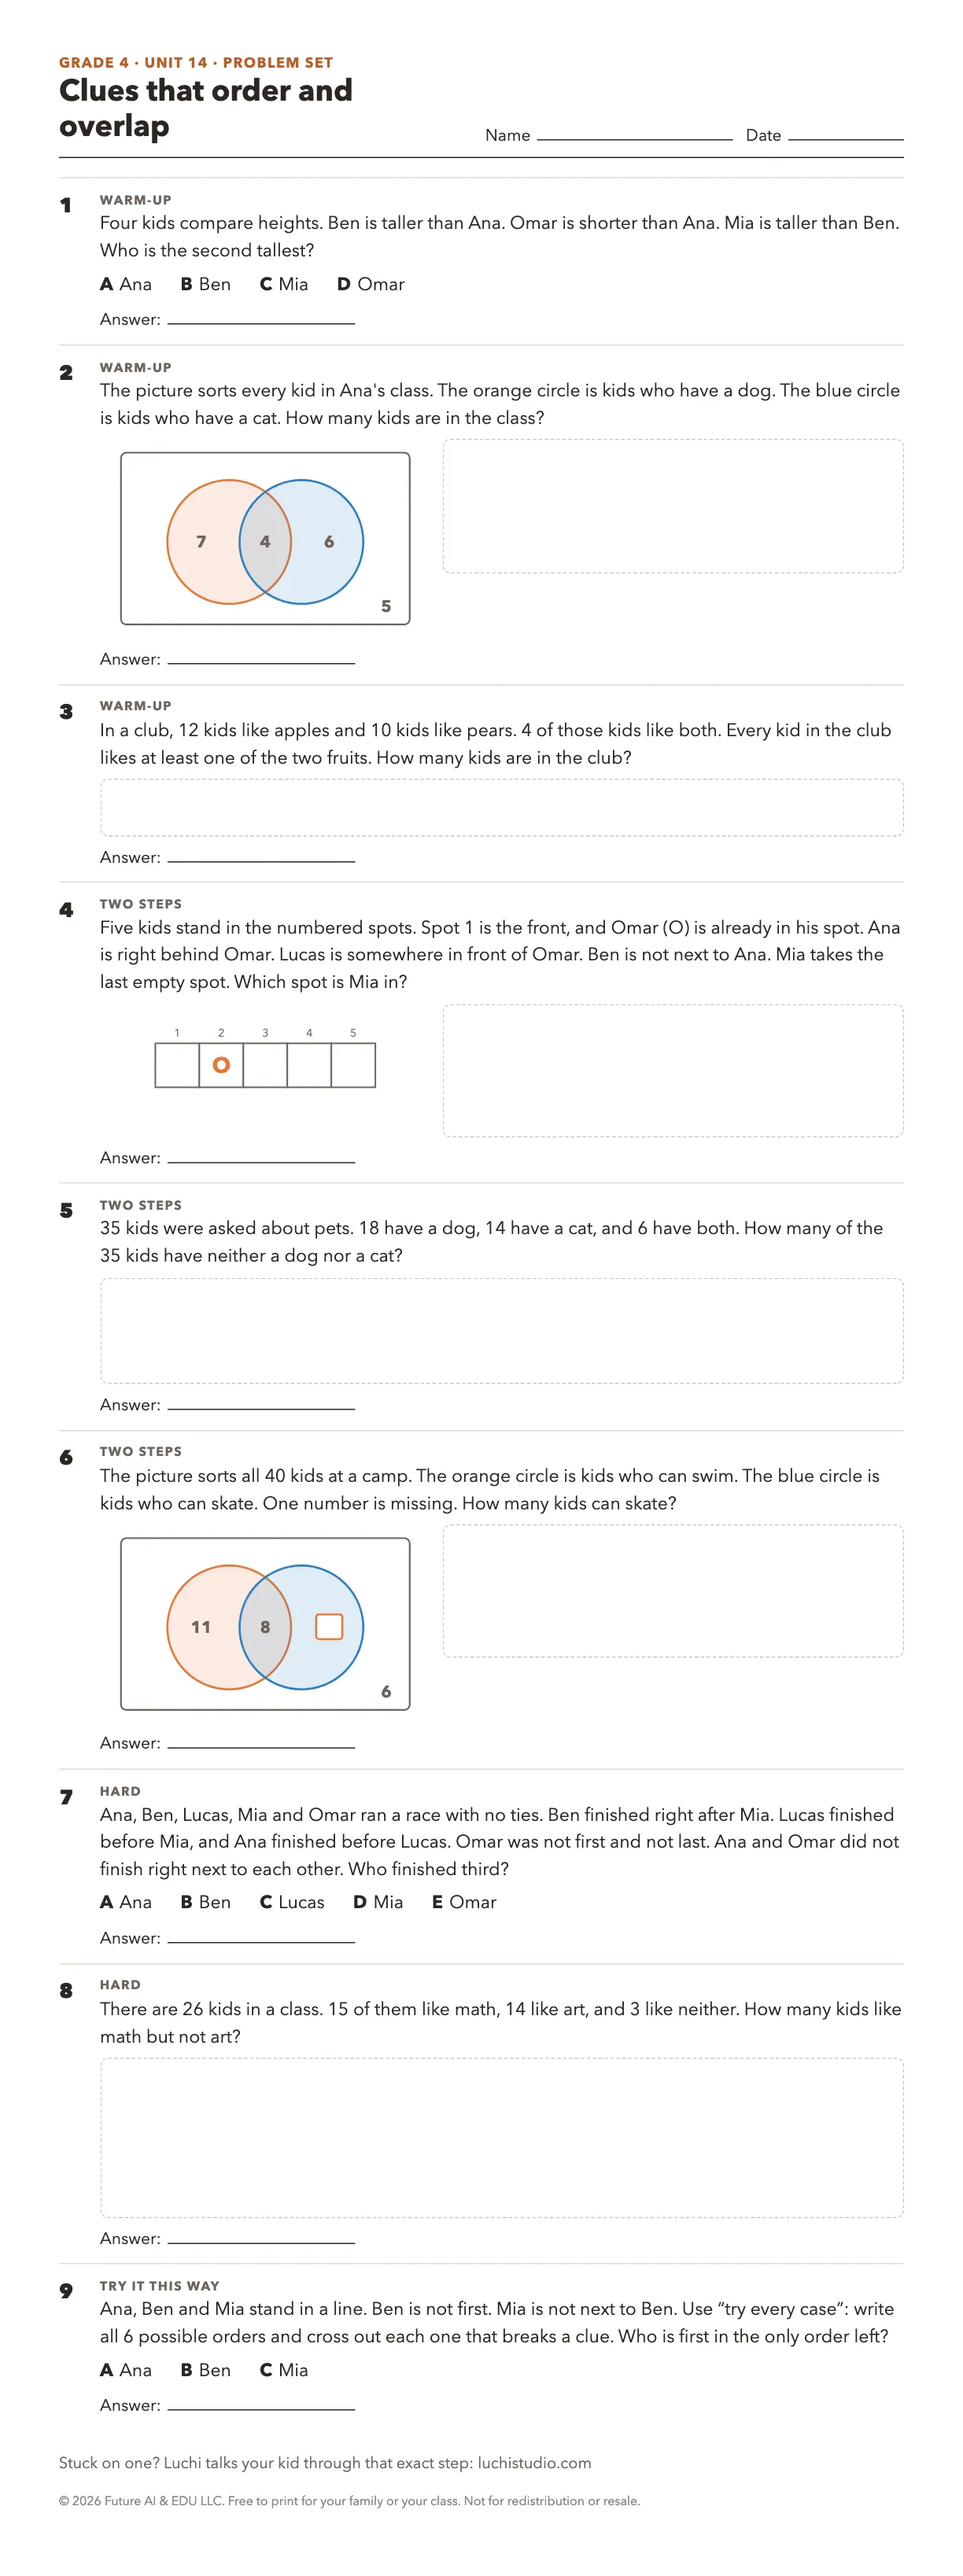 GRADE 4 · UNIT 14 · PROBLEM SET
Clues that order and
overlap
Name
Date
1
WARM-UP
Four kids compare heights. Ben is taller than Ana. Omar is shorter than Ana. Mia is taller than Ben.
Who is the second tallest?
A Ana B Ben C Mia D Omar
Answer:
2
WARM-UP
The picture sorts every kid in Ana's class. The orange circle is kids who have a dog. The blue circle
is kids who have a cat. How many kids are in the class?
7 4 6
5
Answer:
3
WARM-UP
In a club, 12 kids like apples and 10 kids like pears. 4 of those kids like both. Every kid in the club
likes at least one of the two fruits. How many kids are in the club?
Answer:
4
TWO STEPS
Five kids stand in the numbered spots. Spot 1 is the front, and Omar (O) is already in his spot. Ana
is right behind Omar. Lucas is somewhere in front of Omar. Ben is not next to Ana. Mia takes the
last empty spot. Which spot is Mia in?
1 2 3 4 5
O
Answer:
5
TWO STEPS
35 kids were asked about pets. 18 have a dog, 14 have a cat, and 6 have both. How many of the
35 kids have neither a dog nor a cat?
Answer:
6
TWO STEPS
The picture sorts all 40 kids at a camp. The orange circle is kids who can swim. The blue circle is
kids who can skate. One number is missing. How many kids can skate?
11 8
6
Answer:
7
HARD
Ana, Ben, Lucas, Mia and Omar ran a race with no ties. Ben finished right after Mia. Lucas finished
before Mia, and Ana finished before Lucas. Omar was not first and not last. Ana and Omar did not
finish right next to each other. Who finished third?
A Ana B Ben C Lucas D Mia E Omar
Answer:
8
HARD
There are 26 kids in a class. 15 of them like math, 14 like art, and 3 like neither. How many kids like
math but not art?
Answer:
9
TRY IT THIS WAY
Ana, Ben and Mia stand in a line. Ben is not first. Mia is not next to Ben. Use “try every case”: write
all 6 possible orders and cross out each one that breaks a clue. Who is first in the only order left?
A Ana B Ben C Mia
Answer:
Stuck on one? Luchi talks your kid through that exact step: luchistudio.com
© 2026 Future AI & EDU LLC. Free to print for your family or your class. Not for redistribution or resale.